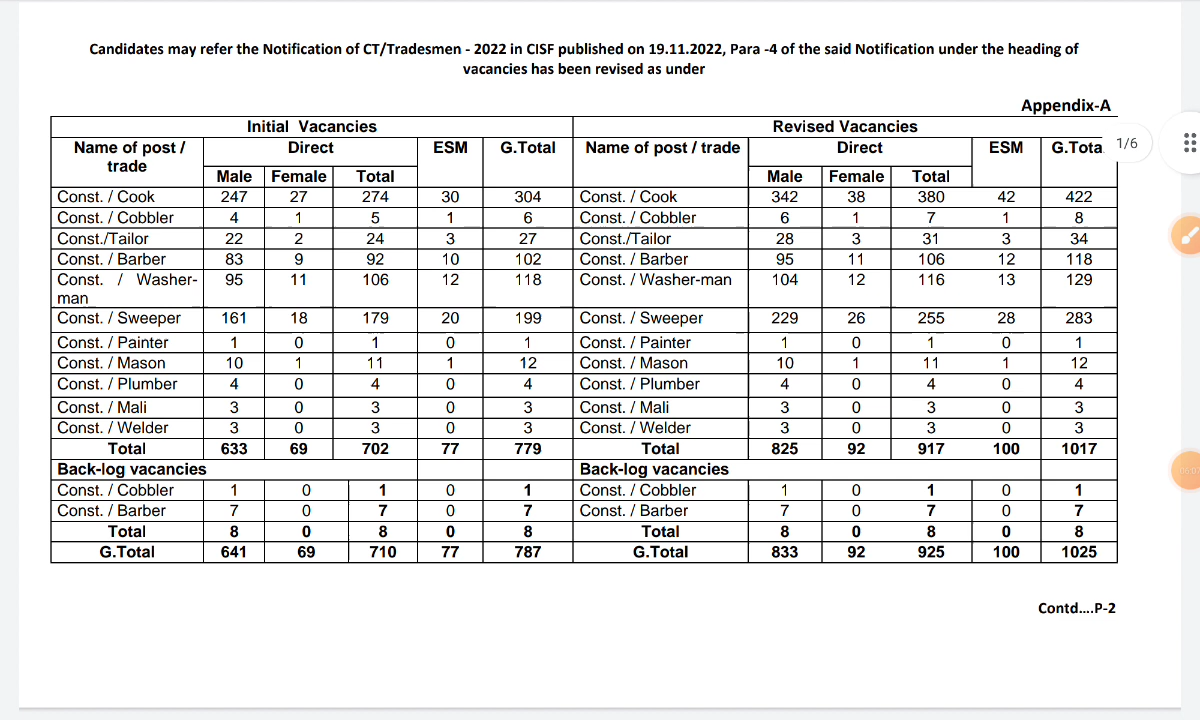 Candidates may refer the Notification of CT/Tradesmen - 2022 in CISF published on 19.11.2022, Para -4 of the said Notification under the heading of
vacancies has been revised as under
Appendix-A
Initial Vacancies Revised Vacancies
Name of post / Direct ESM G.Total Name of post / trade Direct ESM G.Tota 1/6
trade
Male Female Total Male Female Total
Const. / Cook 247 27 274 30 304 Const. / Cook 342 38 380 42 422
Const. / Cobbler 4 1 5 1 6 Const. / Cobbler 6 1 7 1 8
Const./Tailor 22 2 24 3 27 Const./Tailor 28 3 31 3 34
Const. / Barber 83 9 92 10 102 Const. / Barber 95 11 106 12 118
Const. / Washer- 95 11 106 12 118 Const. / Washer-man 104 12 116 13 129
man
Const. / Sweeper 161 18 179 20 199 Const. / Sweeper 229 26 255 28 283
Const. / Painter 1 0 1 0 1 Const. / Painter 1 0 1 0 1
Const. / Mason 10 1 11 1 12 Const. / Mason 10 1 11 1 12
Const. / Plumber 4 0 4 0 4 Const. / Plumber 4 0 4 0 4
Const. / Mali 3 0 3 0 3 Const. / Mali 3 0 3 0 3
Const. / Welder 3 0 3 0 3 Const. / Welder 3 0 3 0 3
Total 633 69 702 77 779 Total 825 92 917 100 1017
Back-log vacancies Back-log vacancies
Const. / Cobbler 1 0 1 0 1 Const. / Cobbler 1 0 1 0 1
Const. / Barber 7 0 7 0 7 Const. / Barber 7 0 7 0 7
Total 8 0 8 0 8 Total 8 0 8 0 8
G.Total 641 69 710 77 787 G.Total 833 92 925 100 1025
Contd....P-2